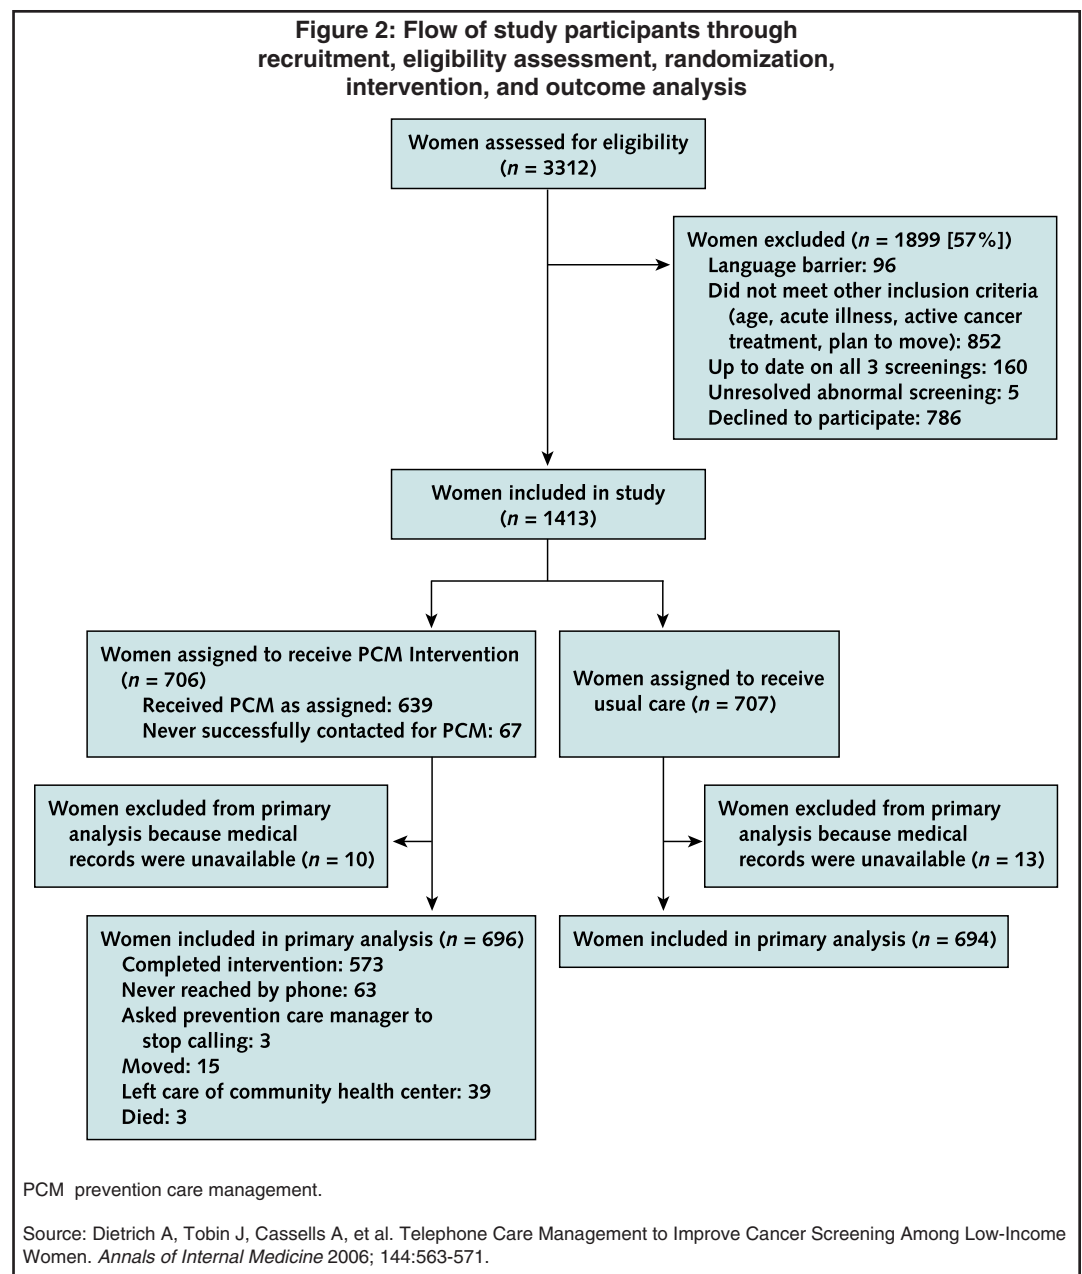 Figure 2: Flow of study participants through
recruitment, eligibility assessment, randomization,
intervention, and outcome analysis
Women assessed for eligibility
(n = 3312)
Women excluded (n = 1899 [57%])
Language barrier: 96
Did not meet other inclusion criteria
(age, acute illness, active cancer
treatment, plan to move): 852
Up to date on all 3 screenings: 160
Unresolved abnormal screening: 5
Declined to participate: 786
Women included in study
(n = 1413)
Women assigned to receive PCM Intervention
(n = 706)
Received PCM as assigned: 639
Never successfully contacted for PCM: 67
Women assigned to receive
usual care (n = 707)
Women excluded from primary
analysis because medical
records were unavailable (n = 10)
Women excluded from primary
analysis because medical
records were unavailable (n = 13)
Women included in primary analysis (n = 696)
Completed intervention: 573
Never reached by phone: 63
Asked prevention care manager to
stop calling: 3
Moved: 15
Left care of community health center: 39
Died: 3
Women included in primary analysis (n = 694)
PCM  prevention care management.
Source: Dietrich A, Tobin J, Cassells A, et al. Telephone Care Management to Improve Cancer Screening Among Low-Income
Women. Annals of Internal Medicine 2006; 144:563-571.